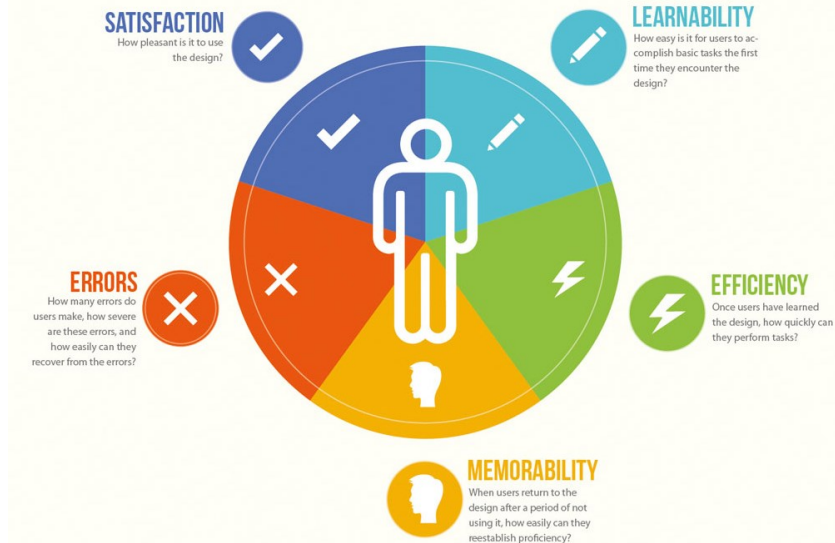 SATISFACTION
How pleasant is it to use
the design?
LEARNABILITY
How easy is it for users to ac-
complish basic tasks the first
time they encounter the
design?
ERRORS
How many errors do
users make, how severe
are these errors, and
how easily can they
recover from the errors?
EFFICIENCY
Once users have learned
the design, how quickly can
they perform tasks?
MEMORABILITY
When users return to the
design after a period of not
using it, how easily can they
reestablish proficiency?